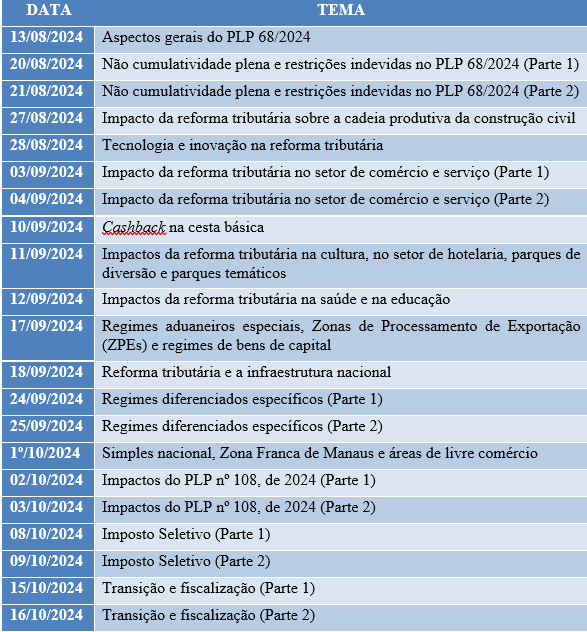 DATA TEMA
13/08/2024 Aspectos gerais do PLP 68/2024
20/08/2024 Não cumulatividade plena e restrições indevidas no PLP 68/2024 (Parte 1)
21/08/2024 Não cumulatividade plena e restrições indevidas no PLP 68/2024 (Parte 2)
27/08/2024 Impacto da reforma tributária sobre a cadeia produtiva da construção civil
28/08/2024 Tecnologia e inovação na reforma tributária
03/09/2024 Impacto da reforma tributária no setor de comércio e serviço (Parte 1)
04/09/2024 Impacto da reforma tributária no setor de comércio e serviço (Parte 2)
10/09/2024 Cashback na cesta básica
11/09/2024 Impactos da reforma tributária na cultura, no setor de hotelaria, parques de
diversão e parques temáticos
12/09/2024 Impactos da reforma tributária na saúde e na educação
17/09/2024 Regimes aduaneiros especiais, Zonas de Processamento de Exportação
(ZPEs) e regimes de bens de capital
18/09/2024 Reforma tributária e a infraestrutura nacional
24/09/2024 Regimes diferenciados específicos (Parte 1)
25/09/2024 Regimes diferenciados específicos (Parte 2)
1º/10/2024 Simples nacional, Zona Franca de Manaus e áreas de livre comércio
02/10/2024 Impactos do PLP nº 108, de 2024 (Parte 1)
03/10/2024 Impactos do PLP nº 108, de 2024 (Parte 2)
08/10/2024 Imposto Seletivo (Parte 1)
09/10/2024 Imposto Seletivo (Parte 2)
15/10/2024 Transição e fiscalização (Parte 1)
16/10/2024 Transição e fiscalização (Parte 2)